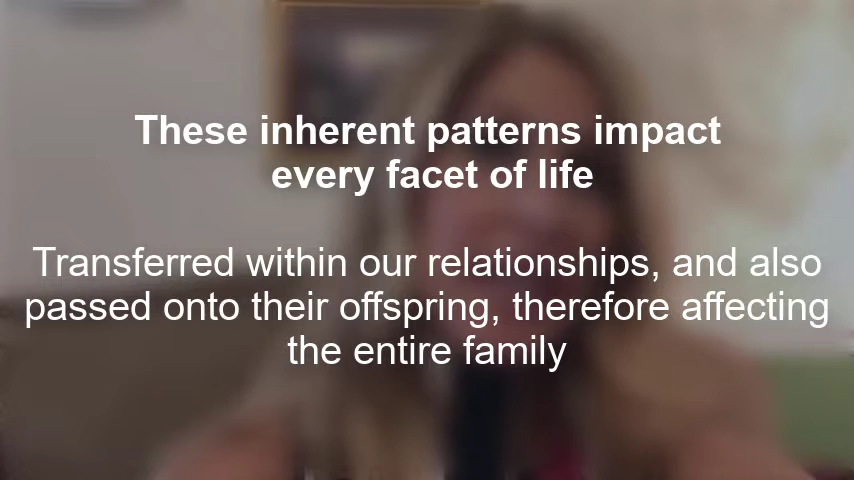 These inherent patterns impact
every facet of life
Transferred within our relationships, and also
passed onto their offspring, therefore affecting
the entire family